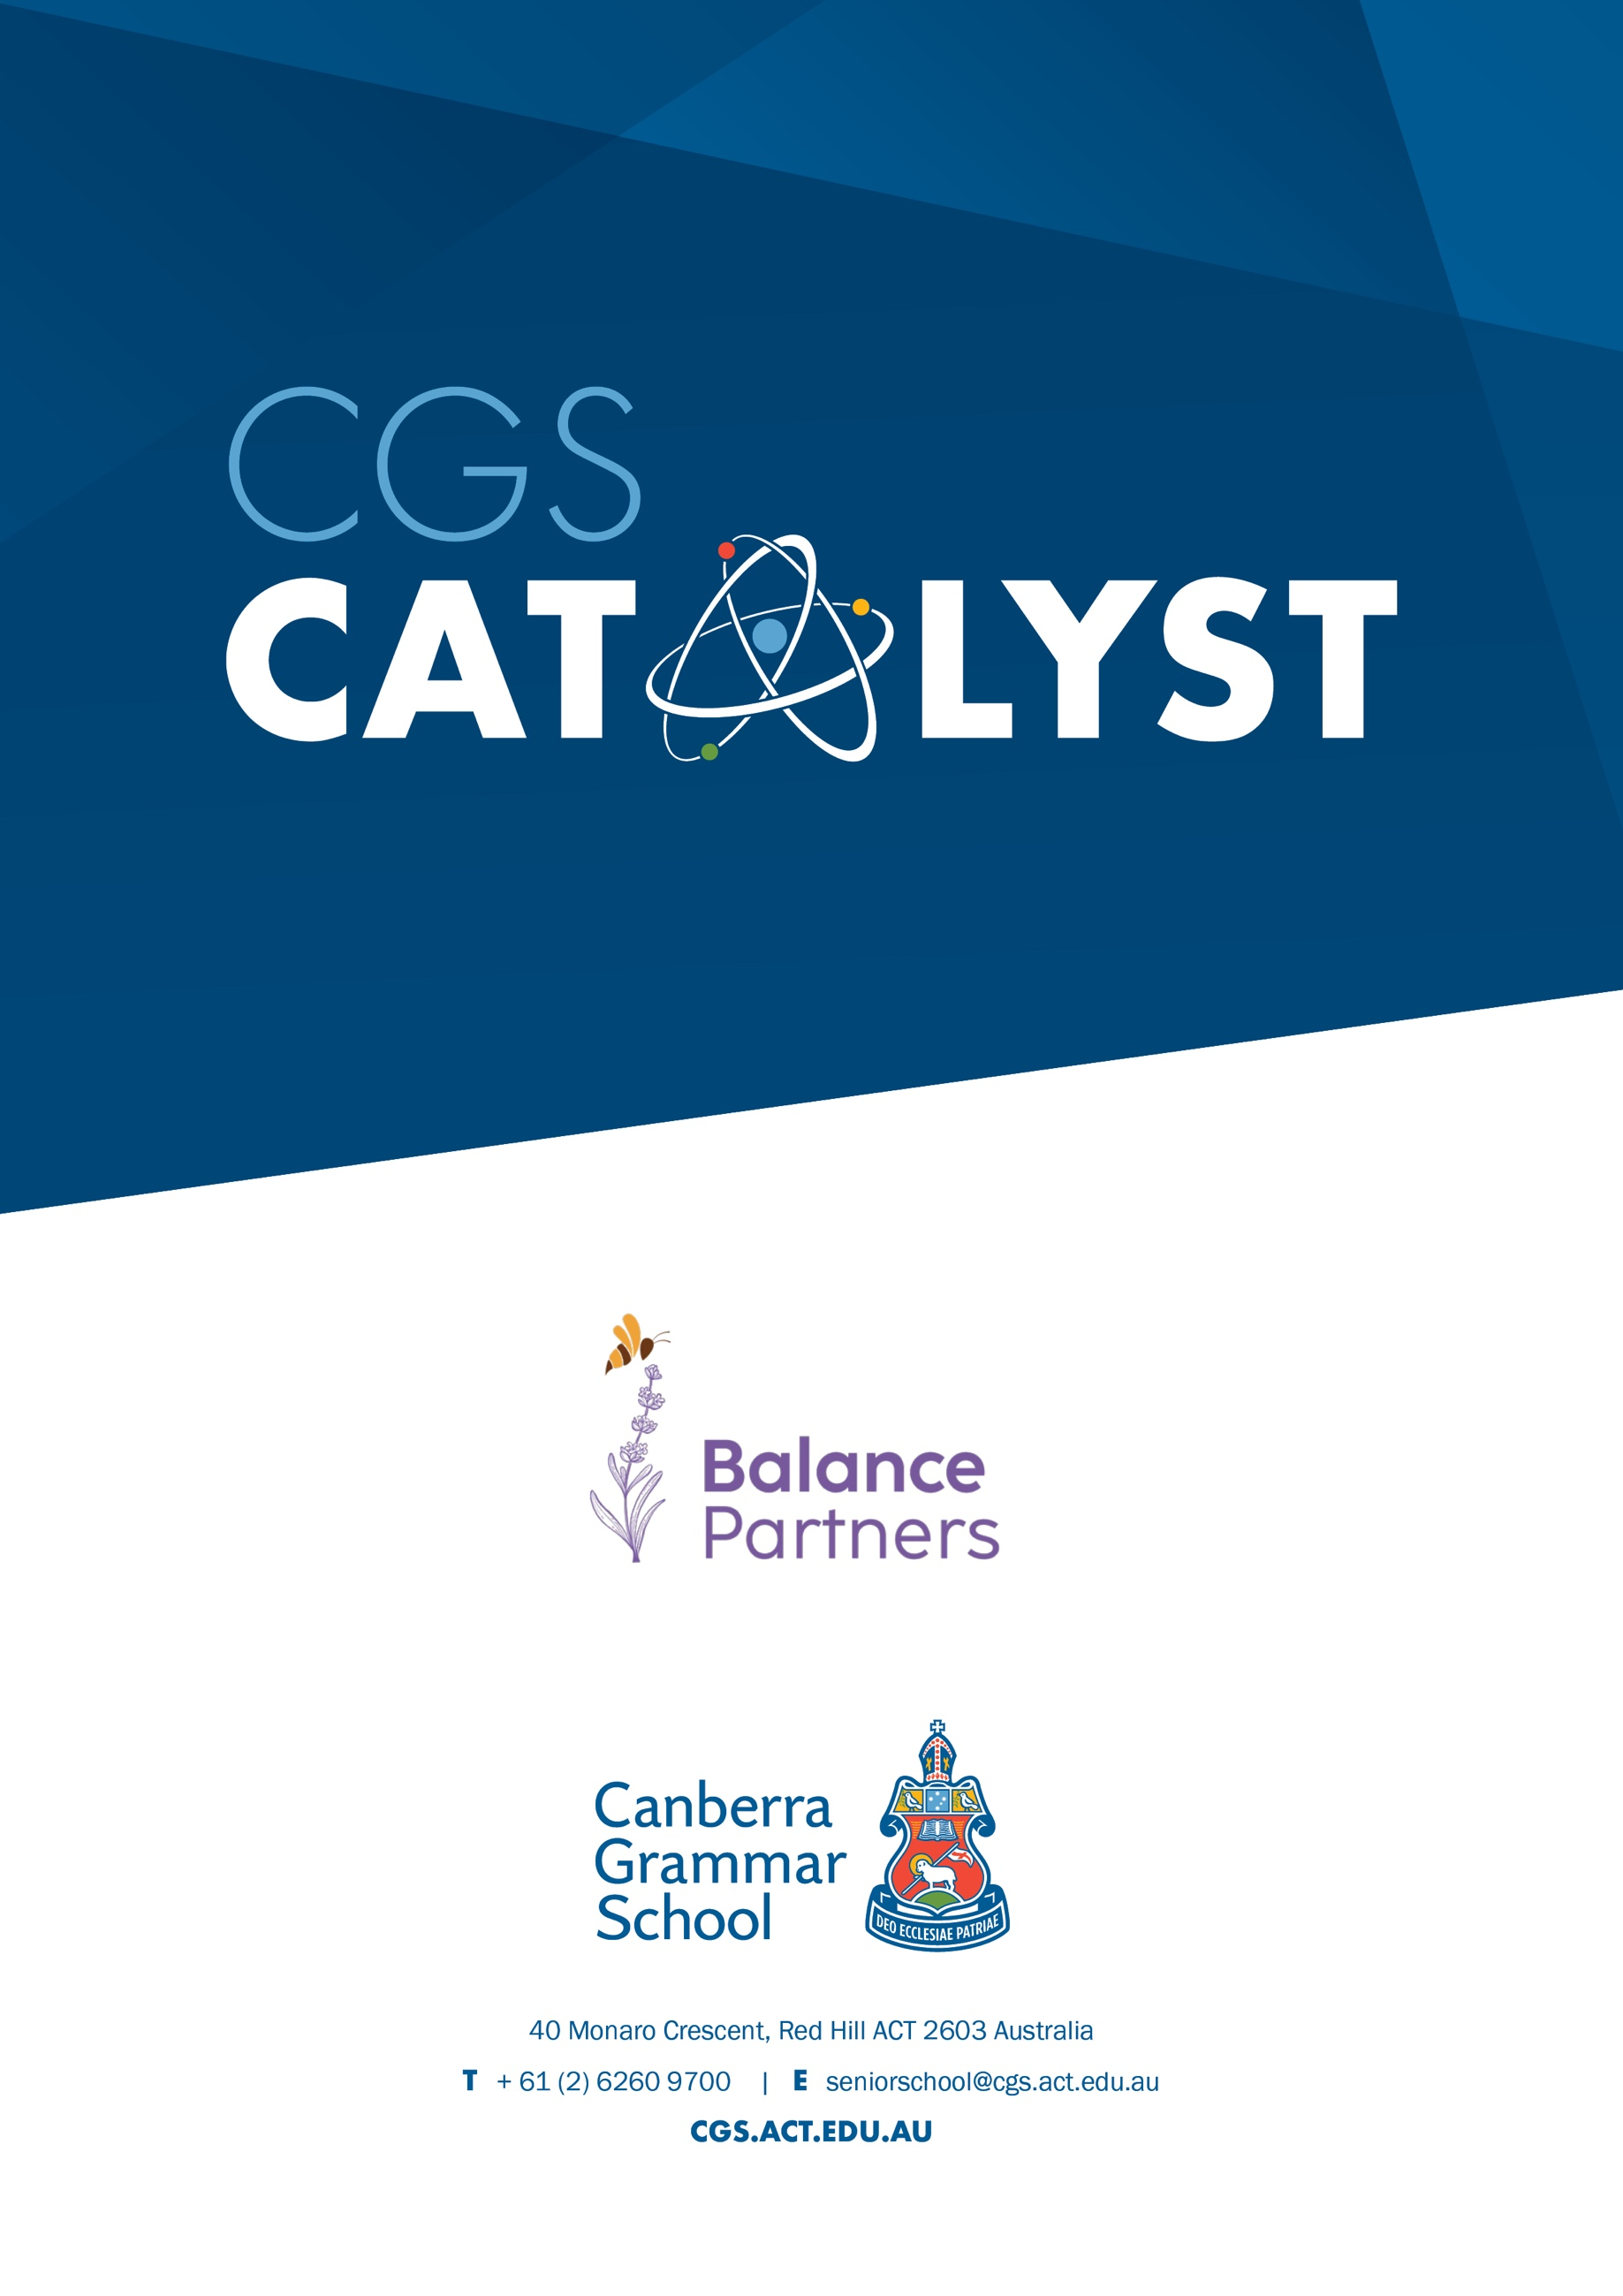 CGS
CATALYST
Balance
Partners
Canberra
Grammar
School
DEO ECCLESIAE PATRIAE
40 Monaro Crescent, Red Hill ACT 2603 Australia
T + 61 (2) 6260 9700 | E seniorschool@cgs.act.edu.au
CGS.ACT.EDU.AU